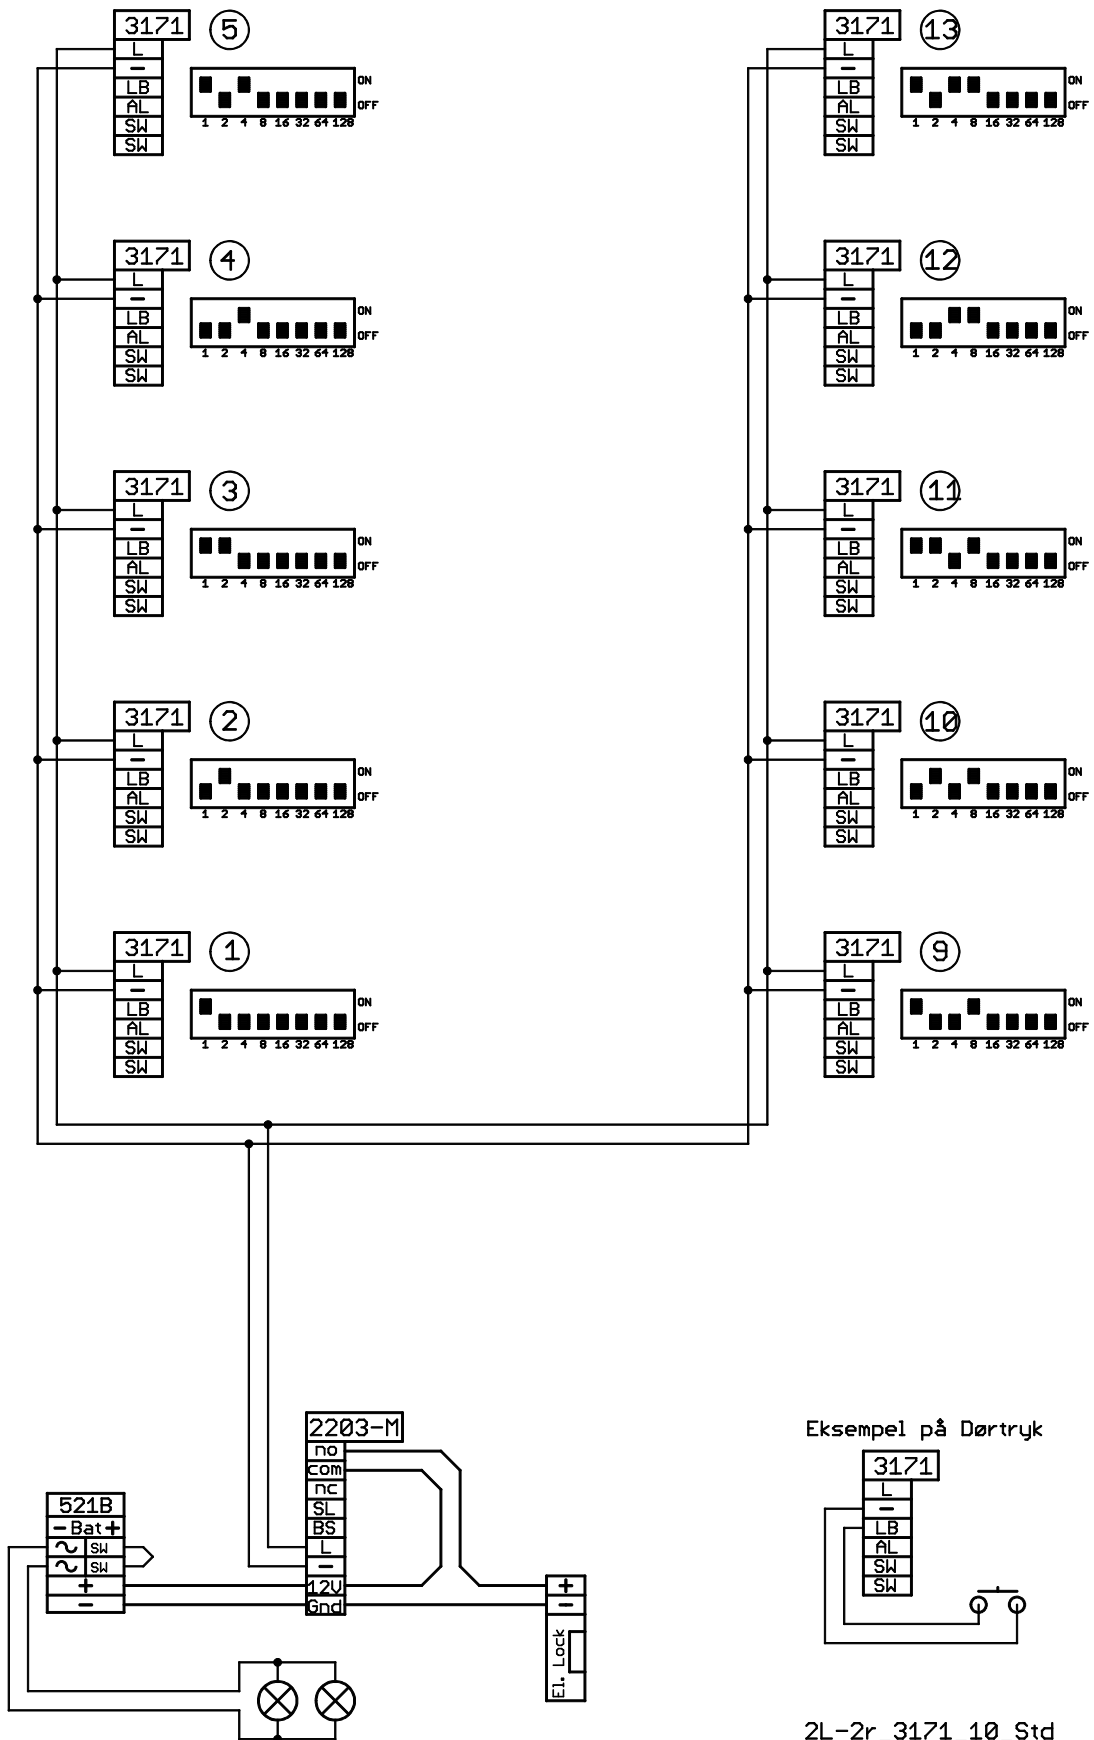 3171 5
L
-
LB
AL
SW
SW
ON
OFF
1 2 4 8 16 32 64 128
3171 13
L
-
LB
AL
SW
SW
ON
OFF
1 2 4 8 16 32 64 128
3171 4
L
-
LB
AL
SW
SW
ON
OFF
1 2 4 8 16 32 64 128
3171 12
L
-
LB
AL
SW
SW
ON
OFF
1 2 4 8 16 32 64 128
3171 3
L
-
LB
AL
SW
SW
ON
OFF
1 2 4 8 16 32 64 128
3171 11
L
-
LB
AL
SW
SW
ON
OFF
1 2 4 8 16 32 64 128
3171 2
L
-
LB
AL
SW
SW
ON
OFF
1 2 4 8 16 32 64 128
3171 10
L
-
LB
AL
SW
SW
ON
OFF
1 2 4 8 16 32 64 128
3171 1
L
-
LB
AL
SW
SW
ON
OFF
1 2 4 8 16 32 64 128
3171 9
L
-
LB
AL
SW
SW
ON
OFF
1 2 4 8 16 32 64 128
521B
- Bat +
~ SW
~ SW
+
-
2203-M
no
com
nc
SL
BS
L
-
12V
Gnd
+
-
El. Lock
Eksempel på Dørtryk
3171
L
-
LB
AL
SW
SW
2L-2r 3171 10 Std